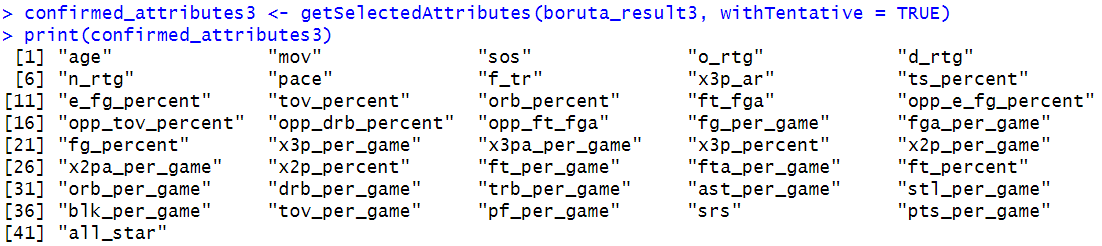 > confirmed_attributes3 <- getSelectedAttributes(boruta_result3, withTentative = TRUE)
> print(confirmed_attributes3)
 [1] "age"              "mov"              "sos"              "o_rtg"            "d_rtg"
 [6] "n_rtg"            "pace"             "f_tr"             "x3p_ar"           "ts_percent"
[11] "e_fg_percent"     "tov_percent"      "orb_percent"      "ft_fga"           "opp_e_fg_percent"
[16] "opp_tov_percent"  "opp_drb_percent"  "opp_ft_fga"       "fg_per_game"      "fga_per_game"
[21] "fg_percent"       "x3p_per_game"     "x3pa_per_game"    "x3p_percent"      "x2p_per_game"
[26] "x2pa_per_game"    "x2p_percent"      "ft_per_game"      "fta_per_game"     "ft_percent"
[31] "orb_per_game"     "drb_per_game"     "trb_per_game"     "ast_per_game"     "stl_per_game"
[36] "blk_per_game"     "tov_per_game"     "pf_per_game"      "srs"              "pts_per_game"
[41] "all_star"